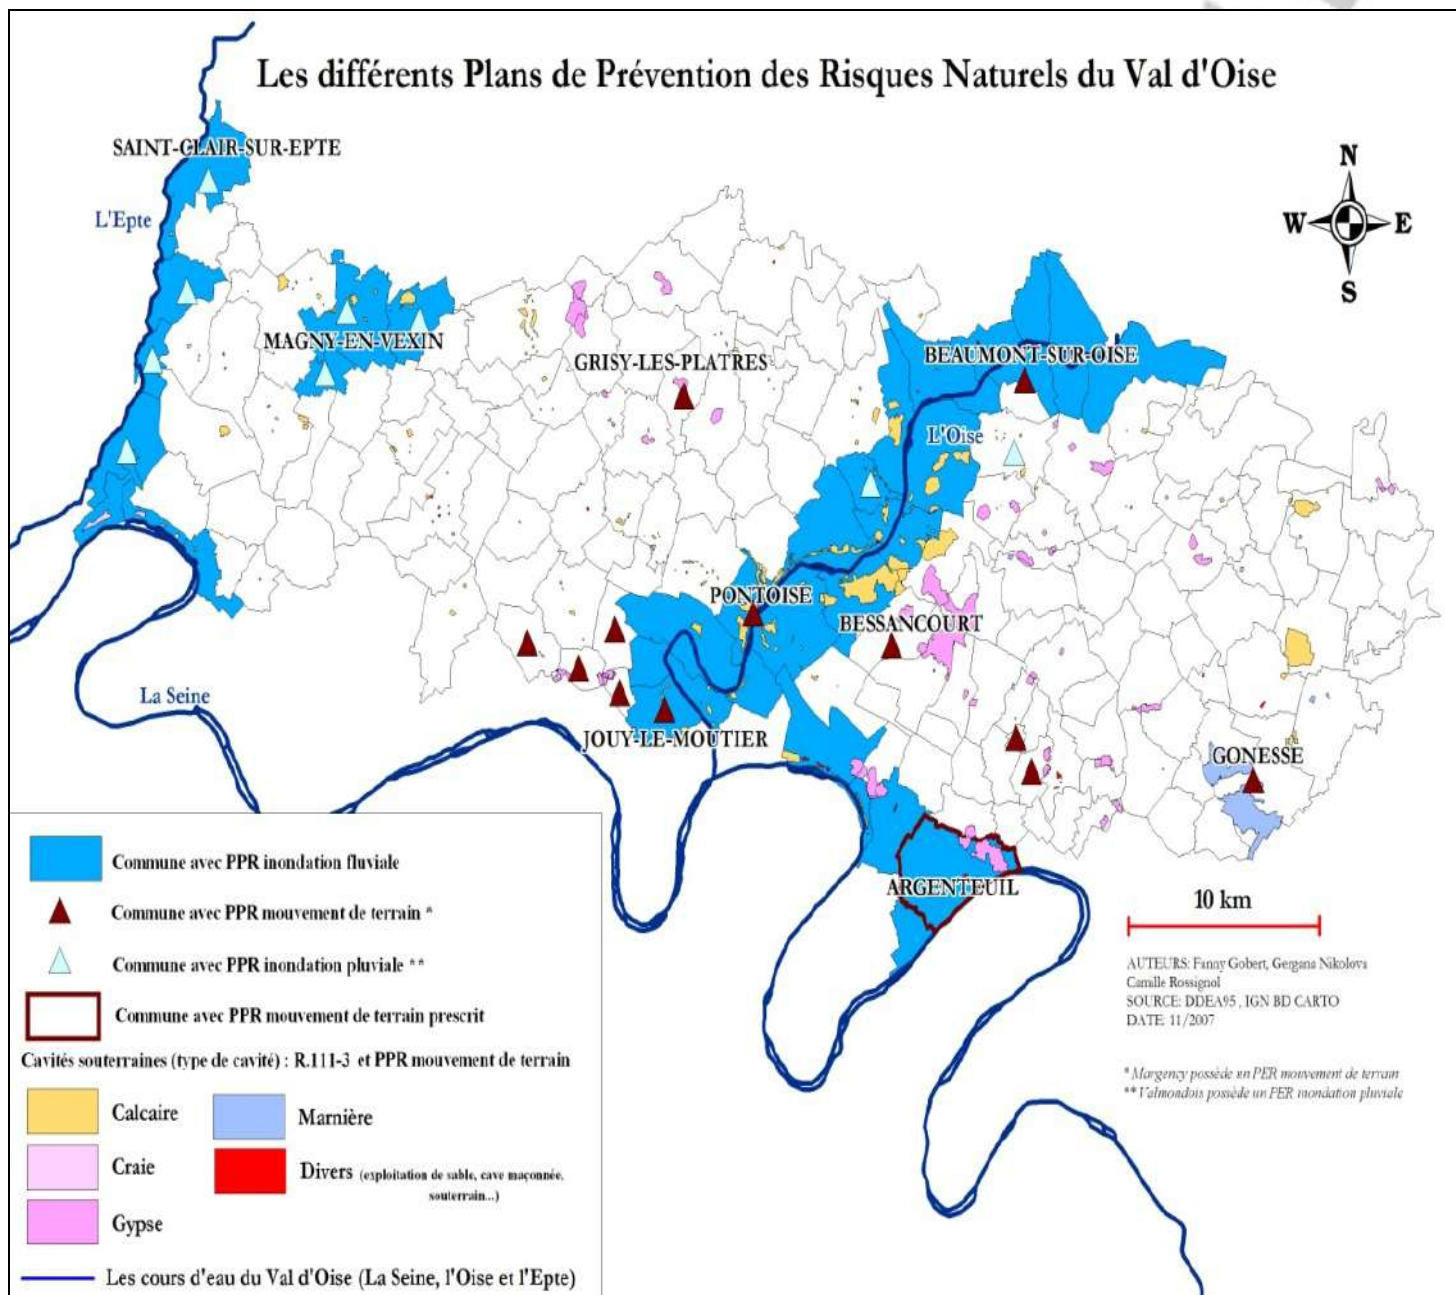 Les différents Plans de Prévention des Risques Naturels du Val d'Oise
SAINT-CLAIR-SUR-EPTE
L'Epte
N
W
E
S
MAGNY-EN-VEXIN
GRISY-LES-PLATRES
BEAUMONT-SUR-OISE
L'Oise
PONTOISE
BESSANCOURT
La Seine
JOUY-LE-MOUTIER
GONESSE
ARGENTEUIL
10 km
Commune avec PPR inondation fluviale
Commune avec PPR mouvement de terrain *
Commune avec PPR inondation pluviale **
Commune avec PPR mouvement de terrain prescrit
Cavités souterraines (type de cavité) : R.111-3 et PPR mouvement de terrain
Calcaire
Marnière
Craie
Divers (exploitation de sable, cave maçonnée,
souterrain...)
Gypse
Les cours d'eau du Val d'Oise (La Seine, l'Oise et l'Epte)
AUTEURS: Fanny Gobert, Gergana Nikolova
Camille Rossignol
SOURCE: DDEA95 , IGN BD CARTO
DATE: 11/2007
* Margency possède un PER mouvement de terrain
** Valmondois possède un PER inondation pluviale